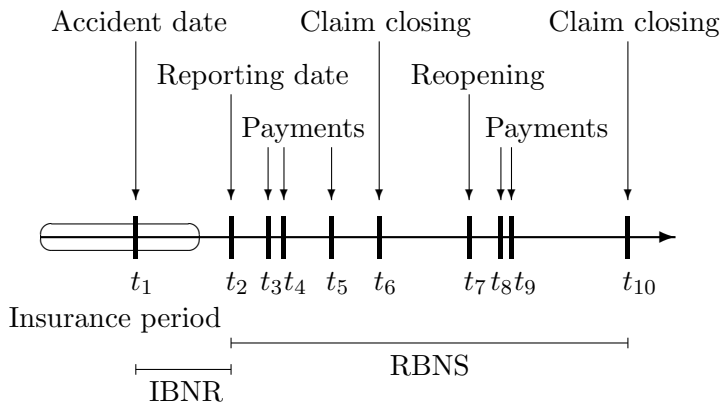 Accident date Claim closing Claim closing
Reporting date Reopening
Payments Payments
t1 t2 t3 t4 t5 t6 t7 t8 t9 t10
Insurance period
RBNS
IBNR